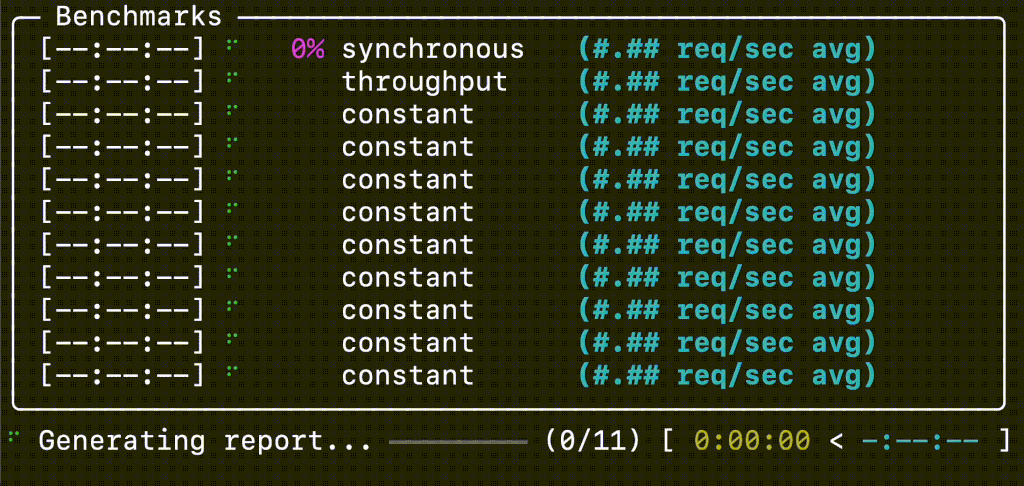 Benchmarks
[--:--:--] ⠋ 0% synchronous (#.## req/sec avg)
[--:--:--] ⠋ throughput (#.## req/sec avg)
[--:--:--] ⠋ constant (#.## req/sec avg)
[--:--:--] ⠋ constant (#.## req/sec avg)
[--:--:--] ⠋ constant (#.## req/sec avg)
[--:--:--] ⠋ constant (#.## req/sec avg)
[--:--:--] ⠋ constant (#.## req/sec avg)
[--:--:--] ⠋ constant (#.## req/sec avg)
[--:--:--] ⠋ constant (#.## req/sec avg)
[--:--:--] ⠋ constant (#.## req/sec avg)
[--:--:--] ⠋ constant (#.## req/sec avg)
⠋ Generating report... ━━━━━━━━ (0/11) [ 0:00:00 < -:--:-- ]